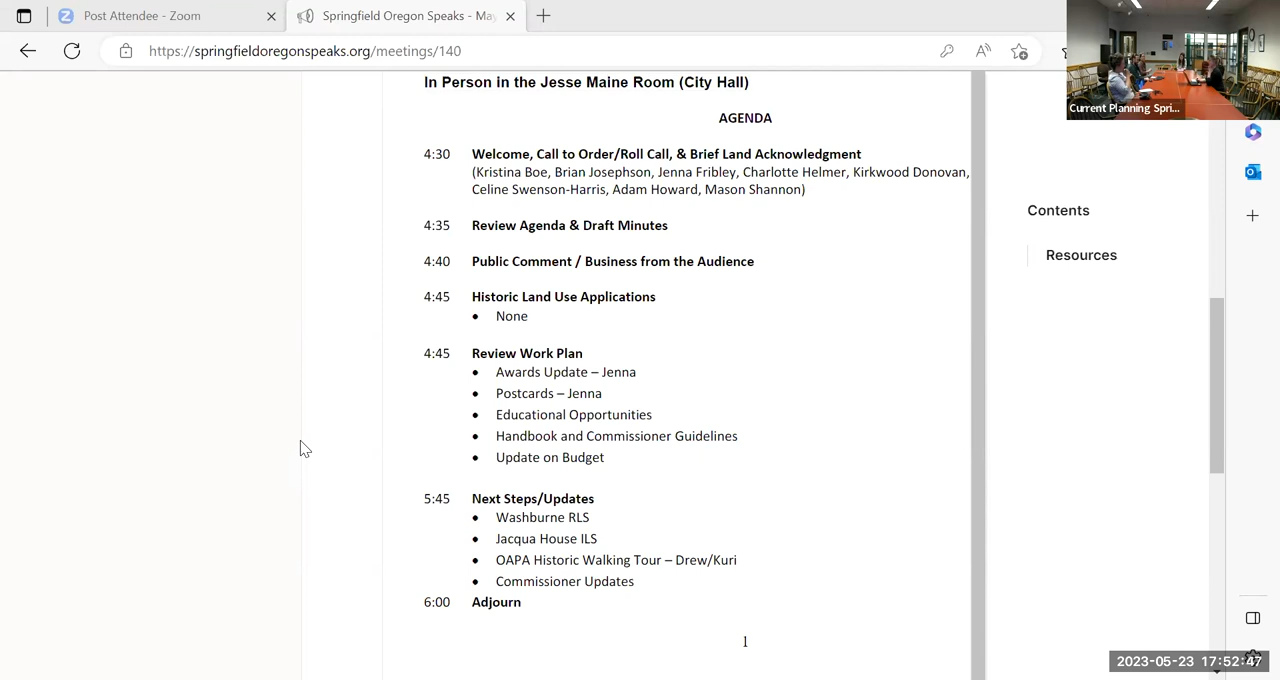 Post Attendee - Zoom
Springfield Oregon Speaks - May
https://springfieldoregonspeaks.org/meetings/140
Current Planning Spri...
In Person in the Jesse Maine Room (City Hall)
AGENDA
4:30 Welcome, Call to Order/Roll Call, & Brief Land Acknowledgment
(Kristina Boe, Brian Josephson, Jenna Fribley, Charlotte Helmer, Kirkwood Donovan,
Celine Swenson-Harris, Adam Howard, Mason Shannon)
4:35 Review Agenda & Draft Minutes
4:40 Public Comment / Business from the Audience
4:45 Historic Land Use Applications
• None
4:45 Review Work Plan
• Awards Update – Jenna
• Postcards – Jenna
• Educational Opportunities
• Handbook and Commissioner Guidelines
• Update on Budget
5:45 Next Steps/Updates
• Washburne RLS
• Jacqua House ILS
• OAPA Historic Walking Tour – Drew/Kuri
• Commissioner Updates
6:00 Adjourn
1
Contents
Resources
2023-05-23 17:52:47